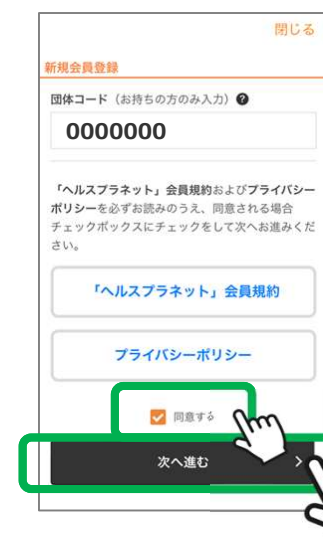 閉じる
新規会員登録
団体コード（お持ちの方のみ入力）?
0000000
「ヘルスプラネット」会員規約およびプライバシー
ポリシーを必ずお読みのうえ、同意される場合
チェックボックスにチェックをして次へお進みくだ
さい。
「ヘルスプラネット」会員規約
プライバシーポリシー
同意する
次へ進む >